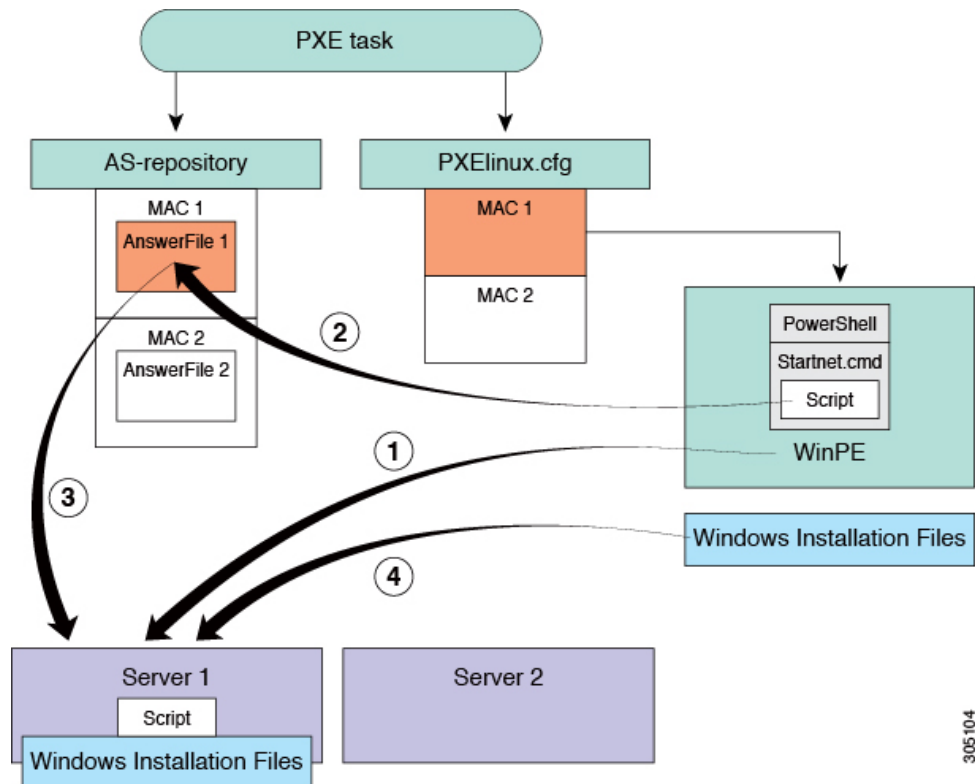 PXE task
AS-repository
PXElinux.cfg
MAC 1
AnswerFile 1
MAC 2
AnswerFile 2
MAC 1
MAC 2
PowerShell
Startnet.cmd
Script
WinPE
Windows Installation Files
2
1
3
4
Server 1
Script
Windows Installation Files
Server 2
305104